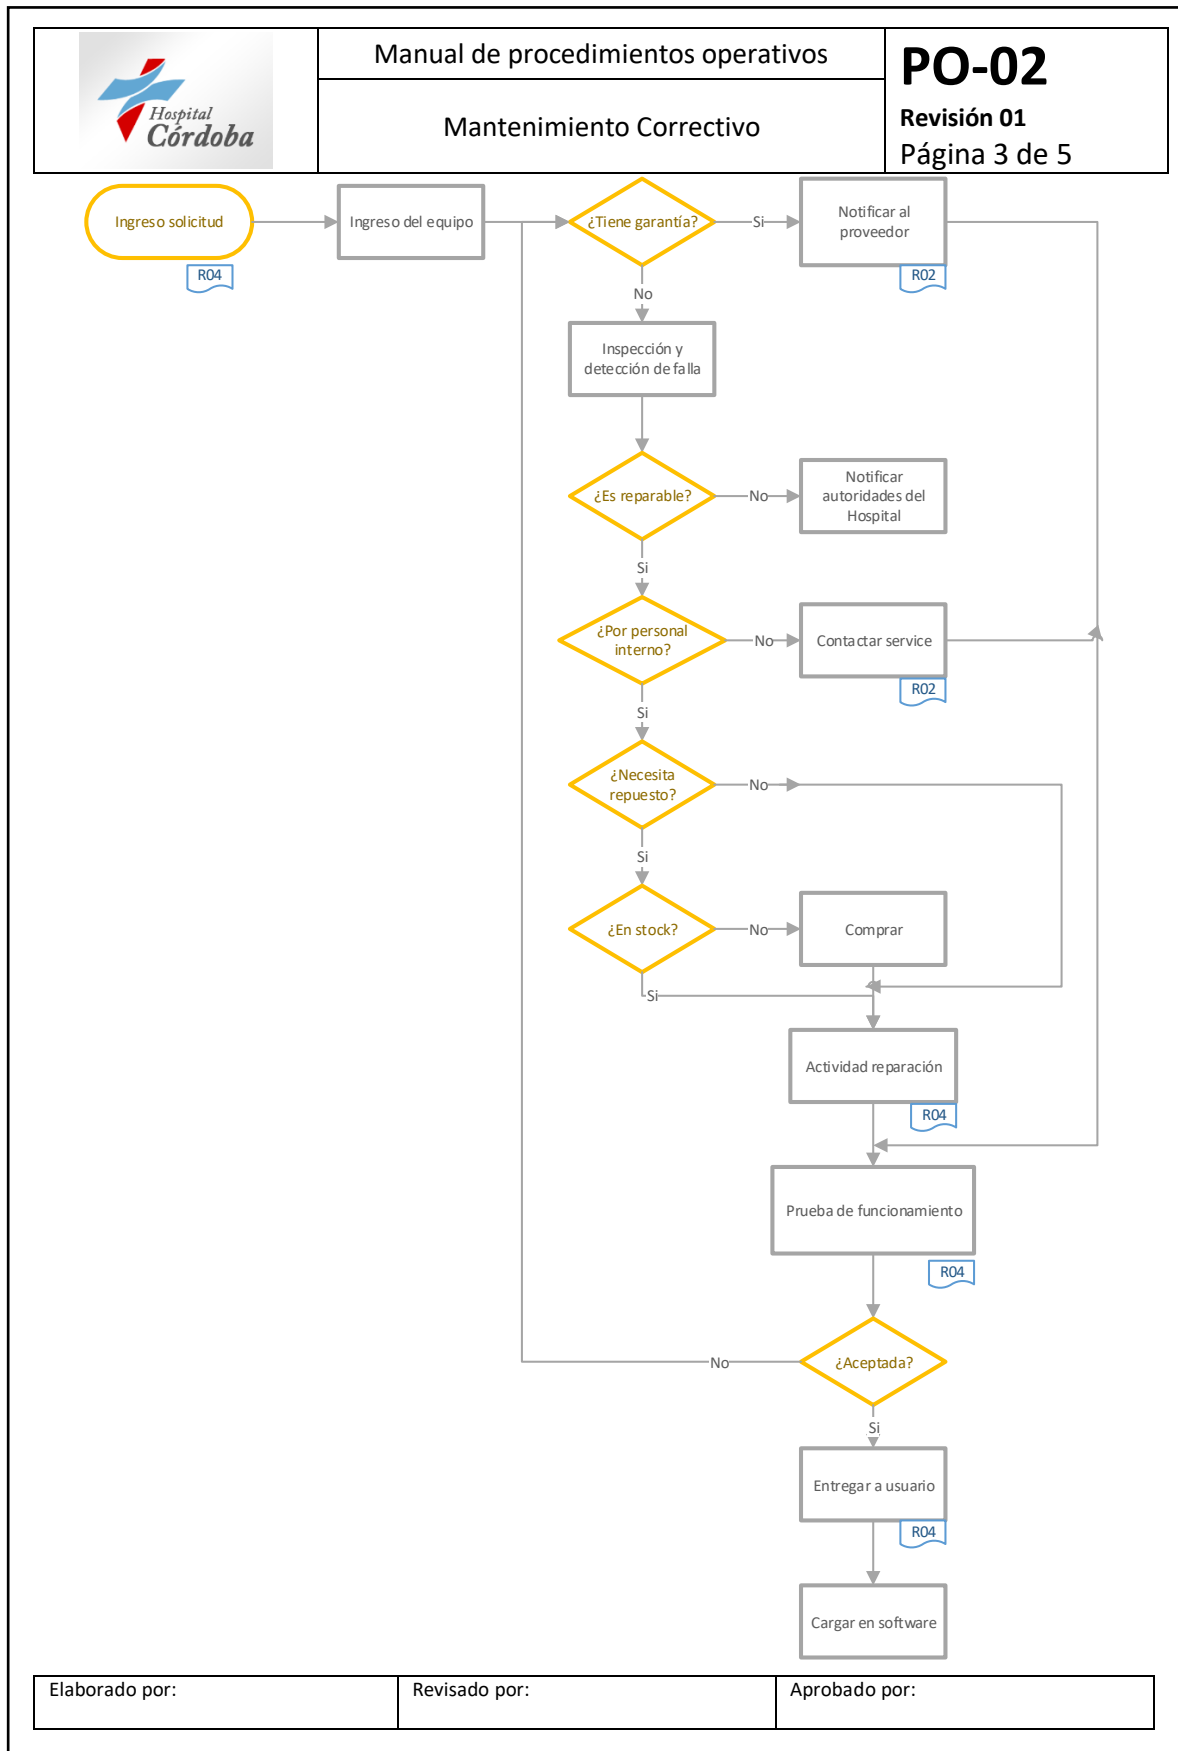 Hospital
Córdoba
Manual de procedimientos operativos
Mantenimiento Correctivo
PO-02
Revisión 01
Página 3 de 5
Ingreso solicitud
R04
Ingreso del equipo
¿Tiene garantía?
Si
Notificar al
proveedor
R02
No
Inspección y
detección de falla
¿Es reparable?
No
Notificar
autoridades del
Hospital
Si
¿Por personal
interno?
No
Contactar service
R02
Si
¿Necesita
repuesto?
No
Si
¿En stock?
No
Comprar
Si
Actividad reparación
R04
Prueba de funcionamiento
R04
¿Aceptada?
No
Si
Entregar a usuario
R04
Cargar en software
Elaborado por:
Revisado por:
Aprobado por: